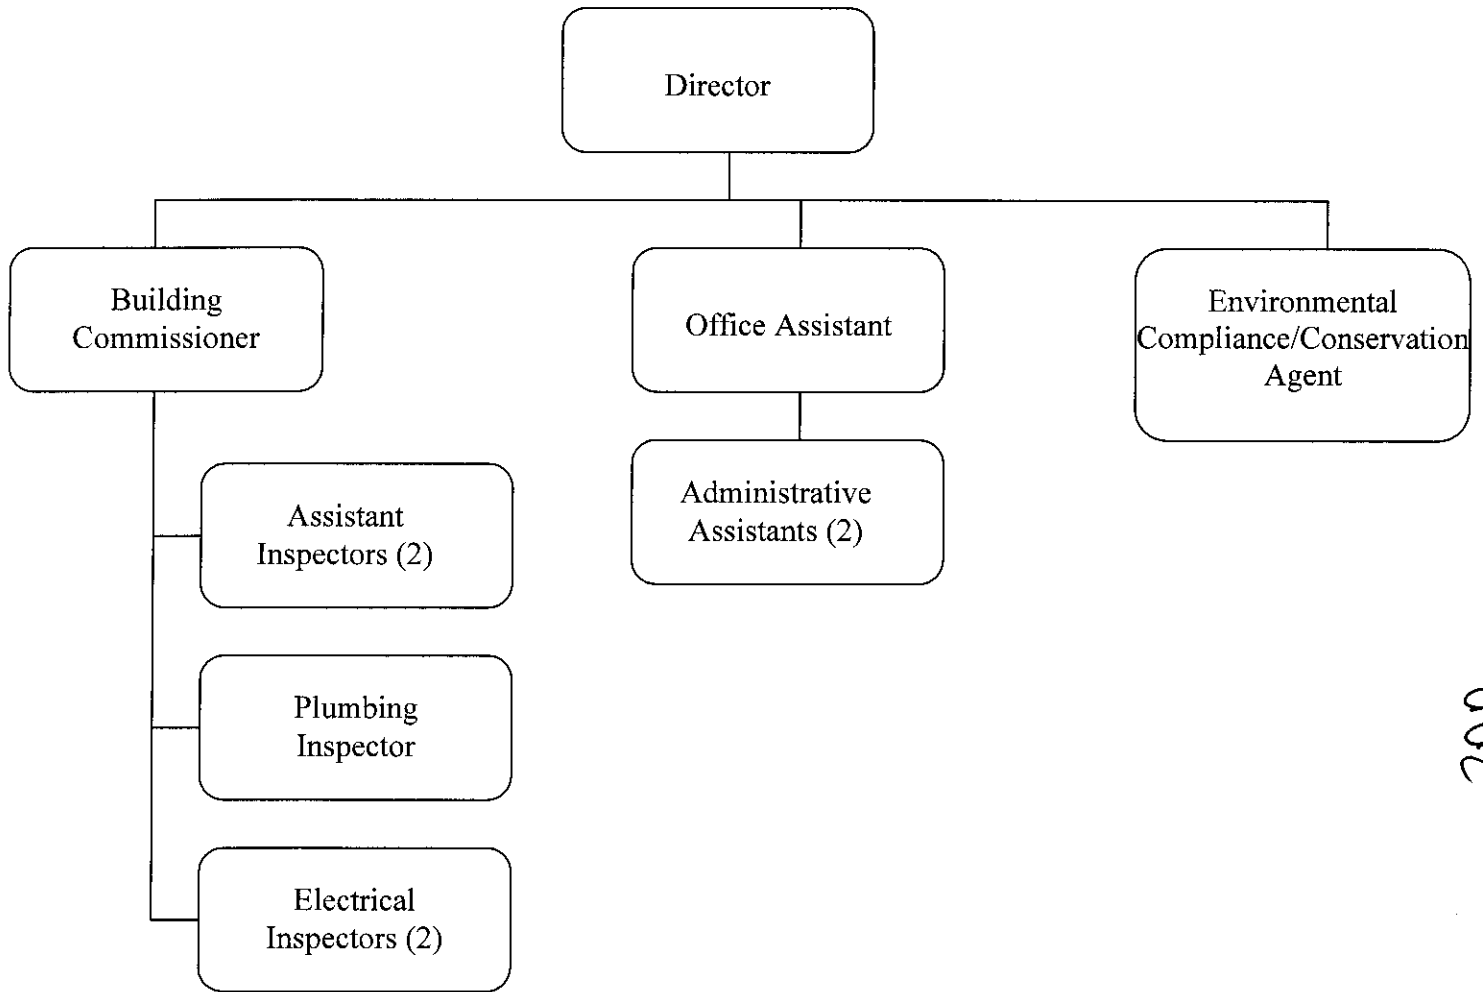 Director
Building
Commissioner
Office Assistant
Environmental
Compliance/Conservation
Agent
Assistant
Inspectors (2)
Administrative
Assistants (2)
Plumbing
Inspector
Electrical
Inspectors (2)